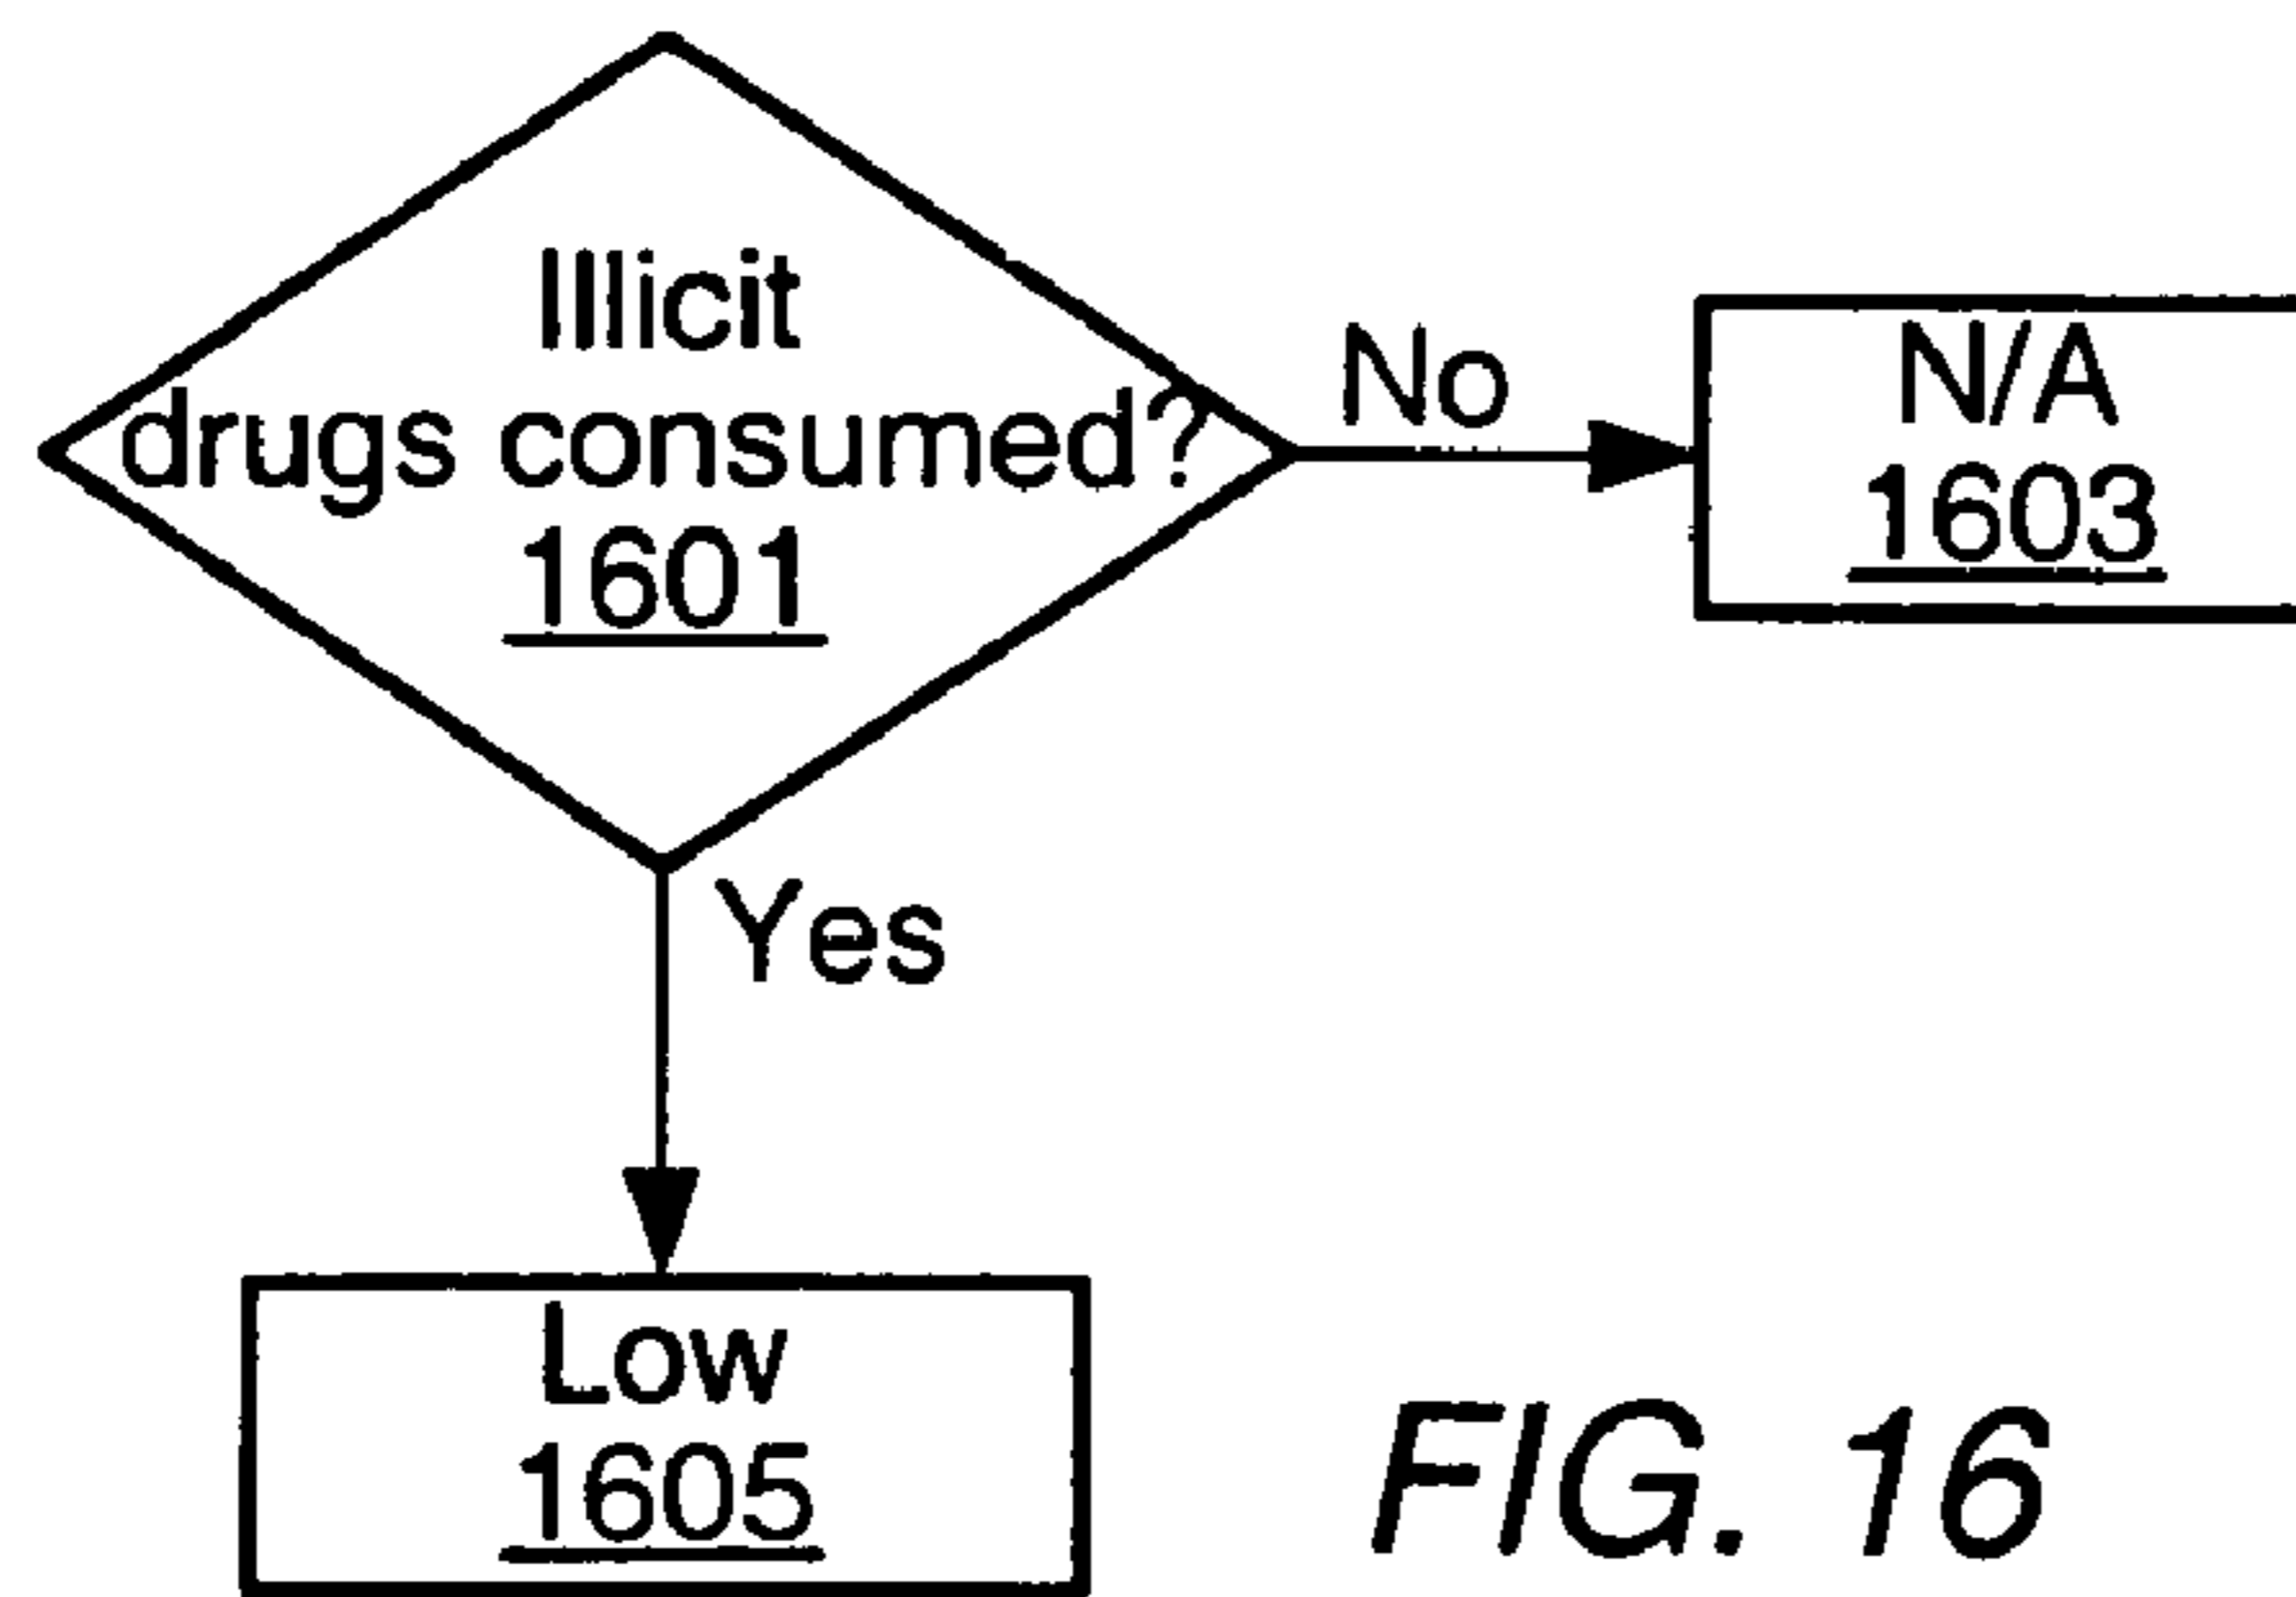 Illicit
drugs consumed?
1601
No
N/A
1603
Yes
Low
1605
FIG. 16